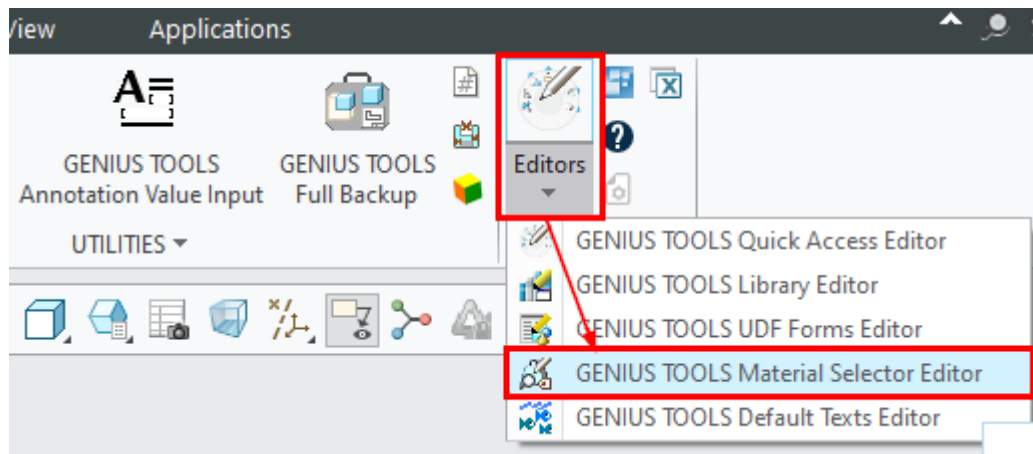 View Applications
GENIUS TOOLS
Annotation Value Input
GENIUS TOOLS
Full Backup
UTILITIES
Editors
GENIUS TOOLS Quick Access Editor
GENIUS TOOLS Library Editor
GENIUS TOOLS UDF Forms Editor
GENIUS TOOLS Material Selector Editor
GENIUS TOOLS Default Texts Editor